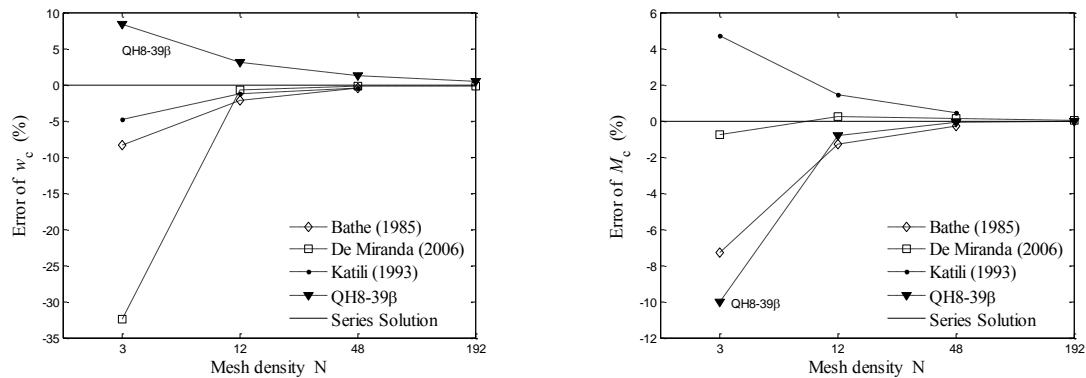 Error of w_c (%)
10
5
0
-5
-10
-15
-20
-25
-30
-35
QH8-39β
Bathe (1985)
De Miranda (2006)
Katili (1993)
QH8-39β
Series Solution
3 12 48 192
Mesh density N
Error of M_c (%)
6
4
2
0
-2
-4
-6
-8
-10
-12
QH8-39β
Bathe (1985)
De Miranda (2006)
Katili (1993)
QH8-39β
Series Solution
3 12 48 192
Mesh density N